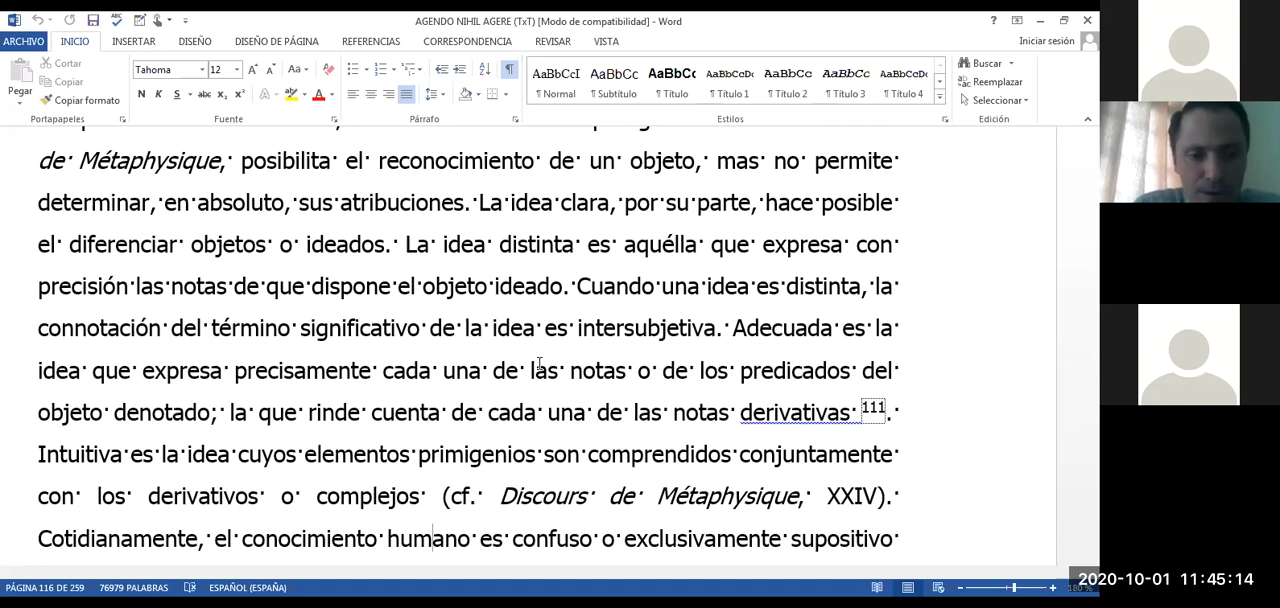 AGENDO NIHIL AGERE (TxT) [Modo de compatibilidad] - Word
ARCHIVO INICIO INSERTAR DISEÑO DISEÑO DE PÁGINA REFERENCIAS CORRESPONDENCIA REVISAR VISTA Iniciar sesión
Pegar
Cortar
Copiar
Copiar formato
Portapapeles
Tahoma 12
N K S abc
Fuente
Párrafo
AaBbCcI AaBbCc AaBbCc AaBbCcDc AaBbCc AaBbCc AaBbCcDc
¶ Normal ¶ Subtítulo ¶ Título ¶ Título 1 ¶ Título 2 ¶ Título 3 ¶ Título 4
Estilos
Buscar
Reemplazar
Seleccionar
Edición
de Métaphysique, posibilita el reconocimiento de un objeto, mas no permite
determinar, en absoluto, sus atribuciones. La idea clara, por su parte, hace posible
el diferenciar objetos o ideados. La idea distinta es aquélla que expresa con
precisión las notas de que dispone el objeto ideado. Cuando una idea es distinta, la
connotación del término significativo de la idea es intersubjetiva. Adecuada es la
idea que expresa precisamente cada una de las notas o de los predicados del
objeto denotado; la que rinde cuenta de cada una de las notas derivativas 111.
Intuitiva es la idea cuyos elementos primigenios son comprendidos conjuntamente
con los derivativos o complejos (cf. Discours de Métaphysique, XXIV).
Cotidianamente, el conocimiento humano es confuso o exclusivamente supositivo
PÁGINA 116 DE 259 76979 PALABRAS ESPAÑOL (ESPAÑA) 180 %
2020-10-01 11:45:14